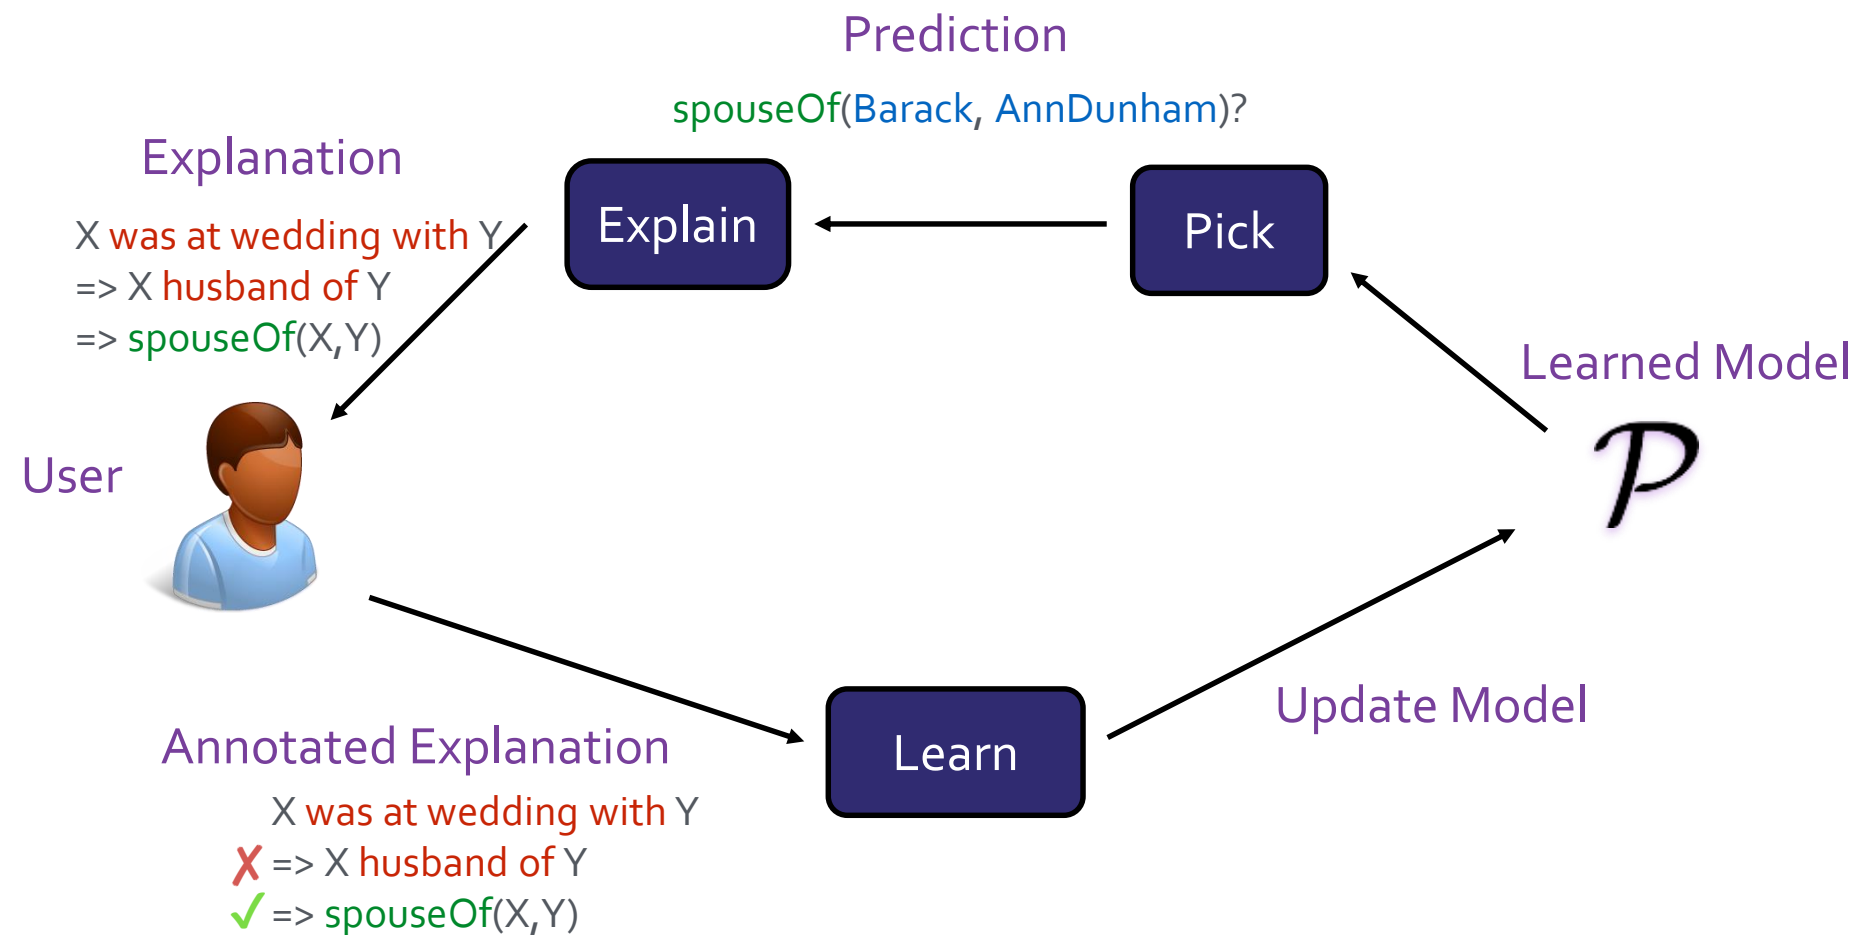 Prediction
spouseOf(Barack, AnnDunham)?
Explanation
X was at wedding with Y
=> X husband of Y
=> spouseOf(X,Y)
Explain
Pick
Learned Model
P
User
Update Model
Learn
Annotated Explanation
X was at wedding with Y
✗ => X husband of Y
✓ => spouseOf(X,Y)